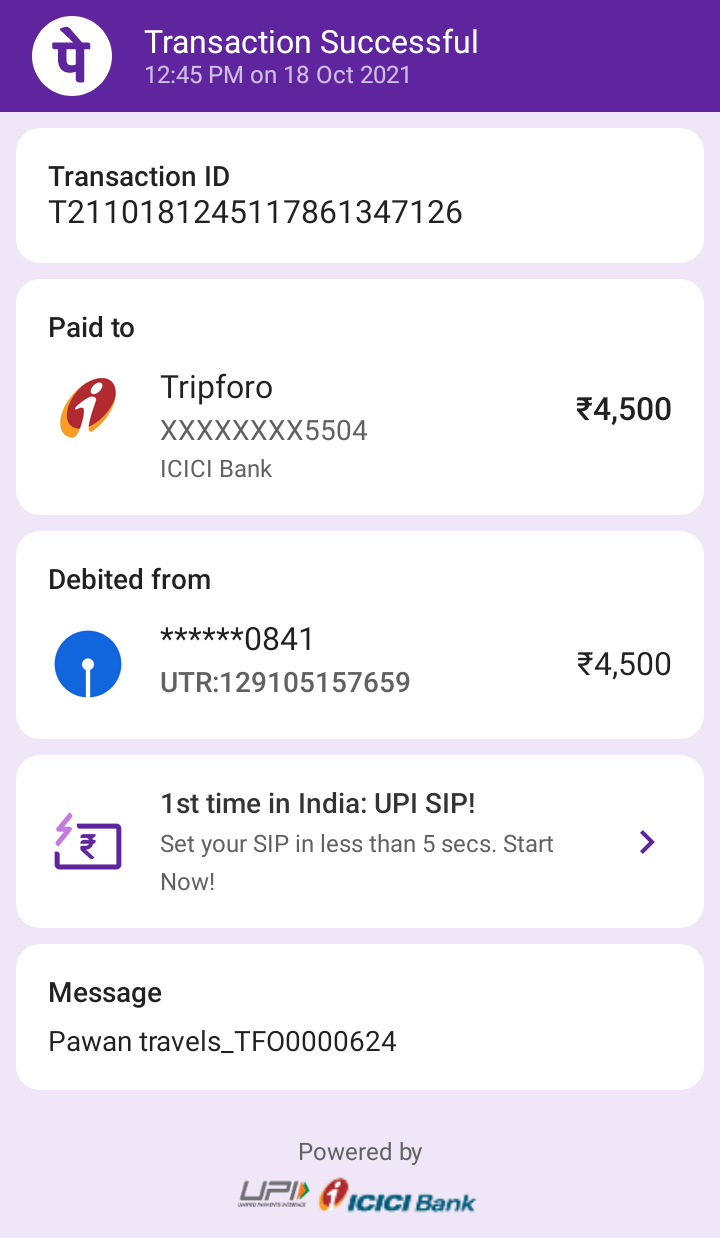 पे
Transaction Successful
12:45 PM on 18 Oct 2021
Transaction ID
T2110181245117861347126
Paid to
Tripforo
₹4,500
XXXXXXXX5504
ICICI Bank
Debited from
******0841
₹4,500
UTR:129105157659
1st time in India: UPI SIP!
Set your SIP in less than 5 secs. Start
Now!
Message
Pawan travels_TFO0000624
Powered by
UPI ICICI Bank
UNIFIED PAYMENTS INTERFACE